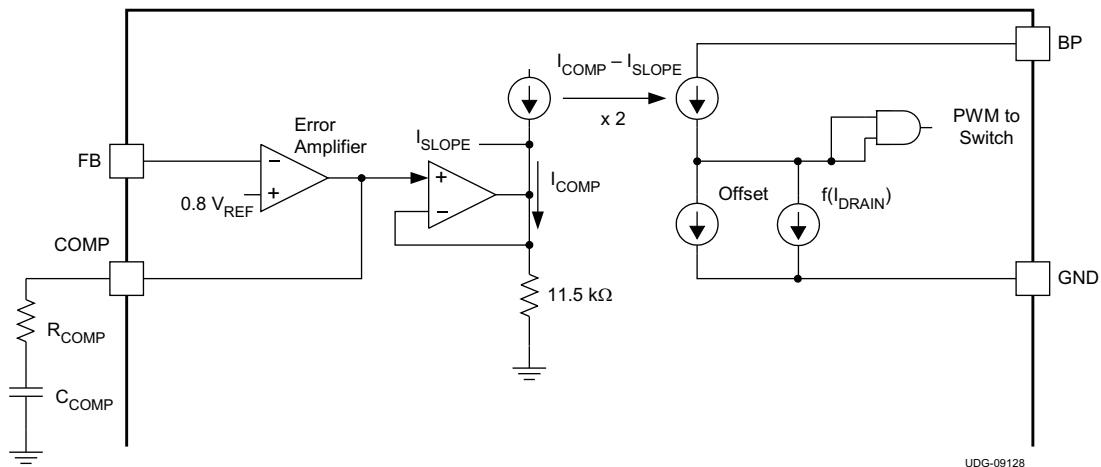 BP
I_COMP – I_SLOPE
x 2
PWM to
Switch
Error
Amplifier
I_SLOPE
FB
–
+
0.8 V_REF
+
–
I_COMP
Offset
f(I_DRAIN)
COMP
GND
11.5 kΩ
R_COMP
C_COMP
UDG-09128